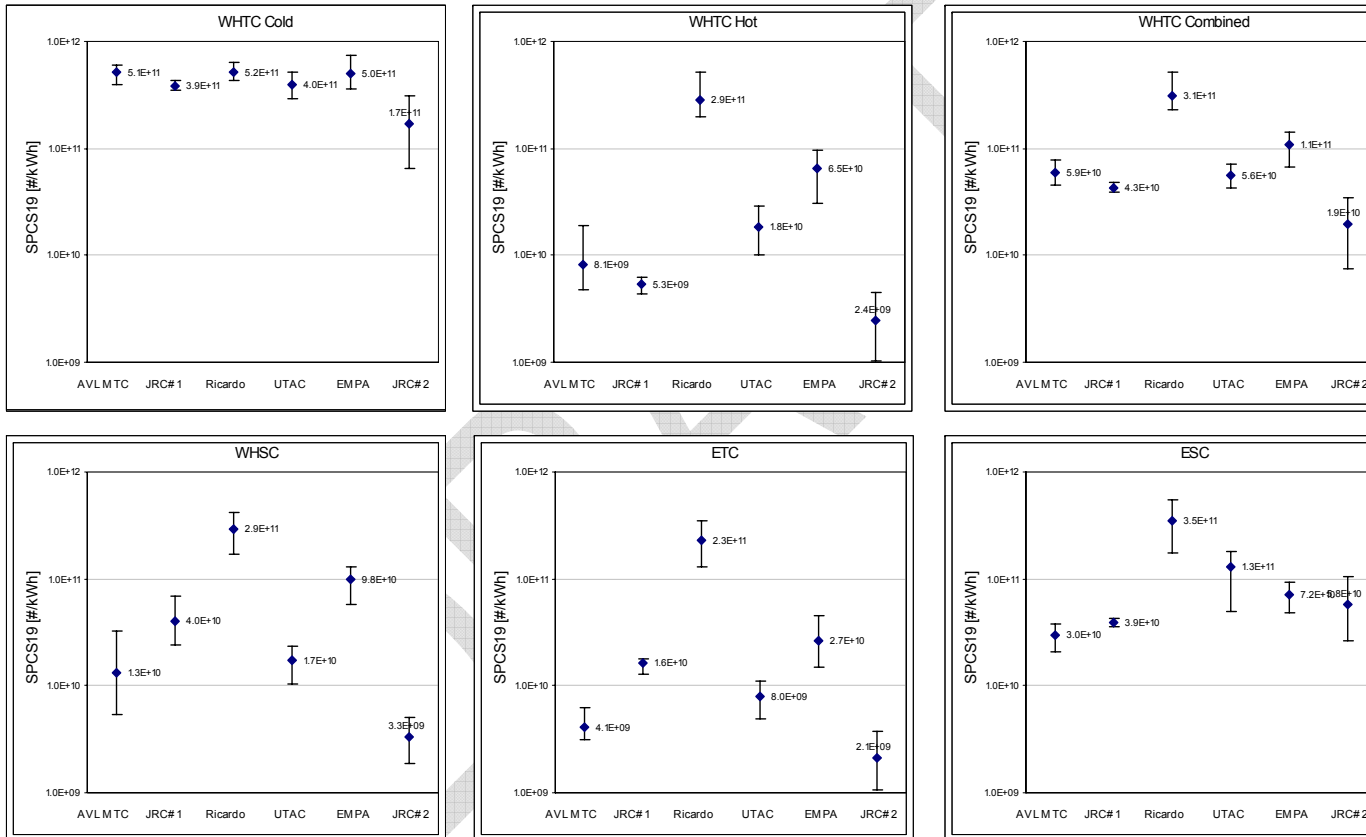 WHTC Cold
SPCS19 [#/kWh]
1.0E+12
1.0E+11
1.0E+10
1.0E+09
5.1E+11
3.9E+11
5.2E+11
4.0E+11
5.0E+11
1.7E+11
AVL MTC JRC#1 Ricardo UTAC EMPA JRC#2
WHTC Hot
SPCS19 [#/kWh]
1.0E+12
1.0E+11
1.0E+10
1.0E+09
8.1E+09
5.3E+09
2.9E+11
1.8E+10
6.5E+10
2.4E+09
AVL MTC JRC#1 Ricardo UTAC EMPA JRC#2
WHTC Combined
SPCS19 [#/kWh]
1.0E+12
1.0E+11
1.0E+10
1.0E+09
5.9E+10
4.3E+10
3.1E+11
5.6E+10
1.1E+11
1.9E+10
AVL MTC JRC#1 Ricardo UTAC EMPA JRC#2
WHSC
SPCS19 [#/kWh]
1.0E+12
1.0E+11
1.0E+10
1.0E+09
1.3E+10
4.0E+10
2.9E+11
1.7E+10
9.8E+10
3.3E+09
AVL MTC JRC#1 Ricardo UTAC EMPA JRC#2
ETC
SPCS19 [#/kWh]
1.0E+12
1.0E+11
1.0E+10
1.0E+09
4.1E+09
1.6E+10
2.3E+11
8.0E+09
2.7E+10
2.1E+09
AVL MTC JRC#1 Ricardo UTAC EMPA JRC#2
ESC
SPCS19 [#/kWh]
1.0E+12
1.0E+11
1.0E+10
1.0E+09
3.0E+10
3.9E+10
3.5E+11
1.3E+11
7.2E+10
5.8E+10
AVL MTC JRC#1 Ricardo UTAC EMPA JRC#2